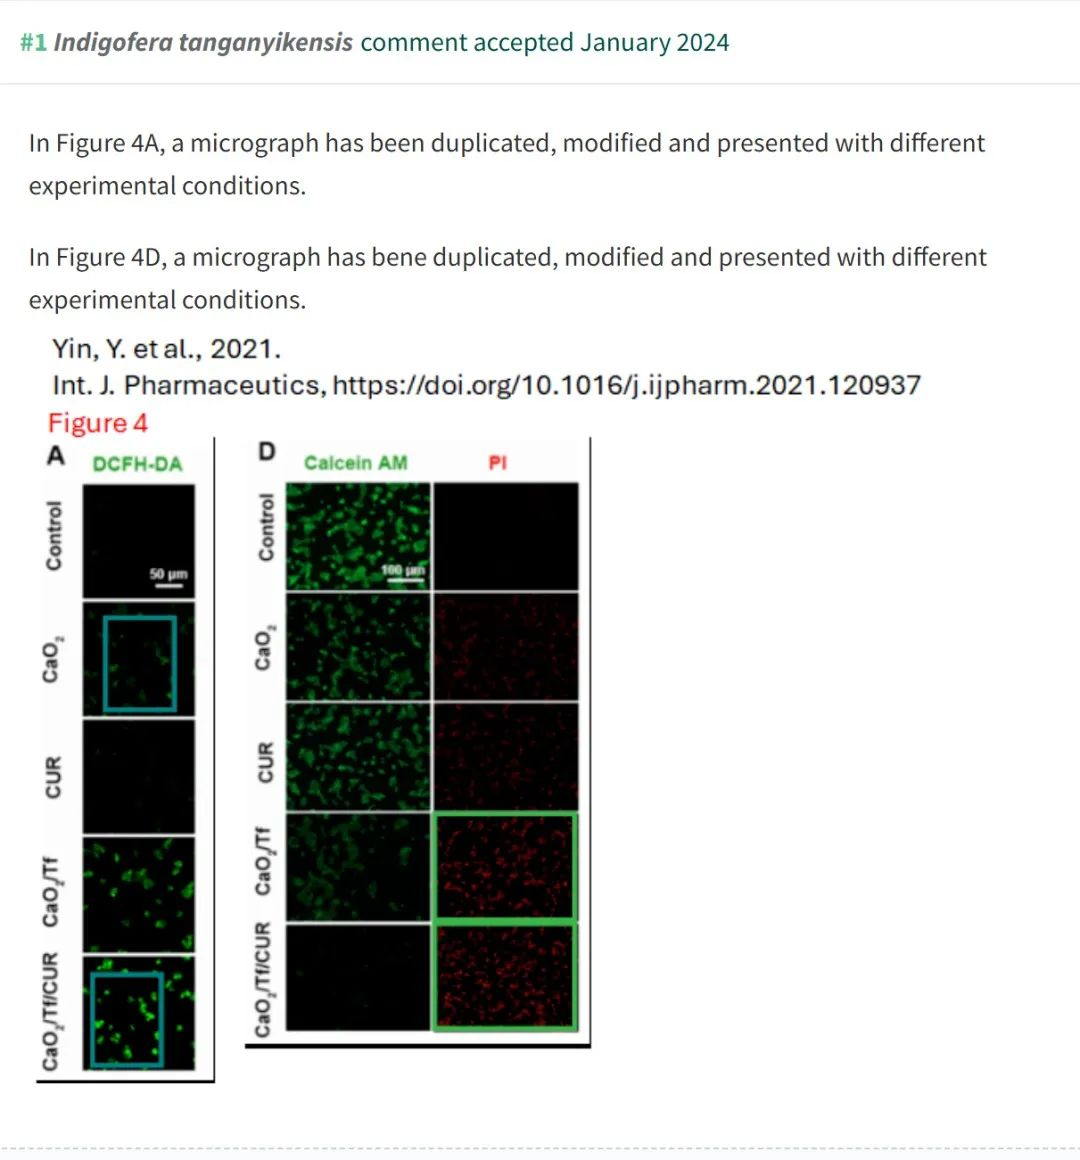 #1 Indigofera tanganyikensis comment accepted January 2024
In Figure 4A, a micrograph has been duplicated, modified and presented with different
experimental conditions.
In Figure 4D, a micrograph has bene duplicated, modified and presented with different
experimental conditions.
Yin, Y. et al., 2021.
Int. J. Pharmaceutics, https://doi.org/10.1016/j.ijpharm.2021.120937
Figure 4
A
DCFH-DA
Control
50 μm
CaO₂
CUR
CaO₂/Tf
CaO₂/Tf/CUR
D
Calcein AM
PI
Control
100 μm
CaO₂
CUR
CaO₂/Tf
CaO₂/Tf/CUR